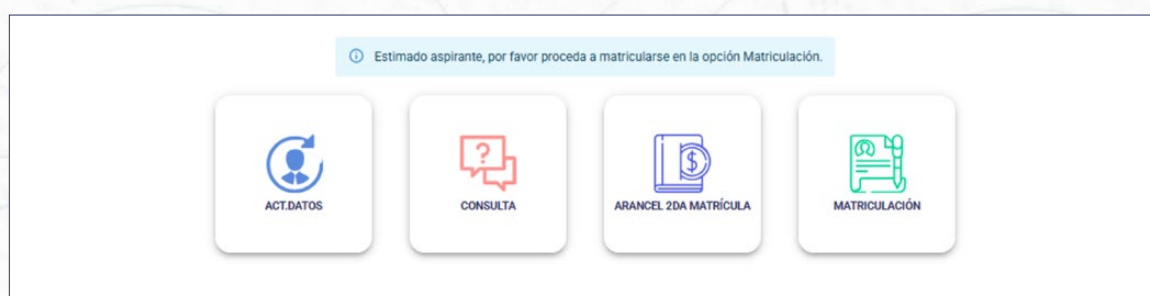 Estimado aspirante, por favor proceda a matricularse en la opción Matriculación.
ACT.DATOS
CONSULTA
ARANCEL 2DA MATRÍCULA
MATRICULACIÓN